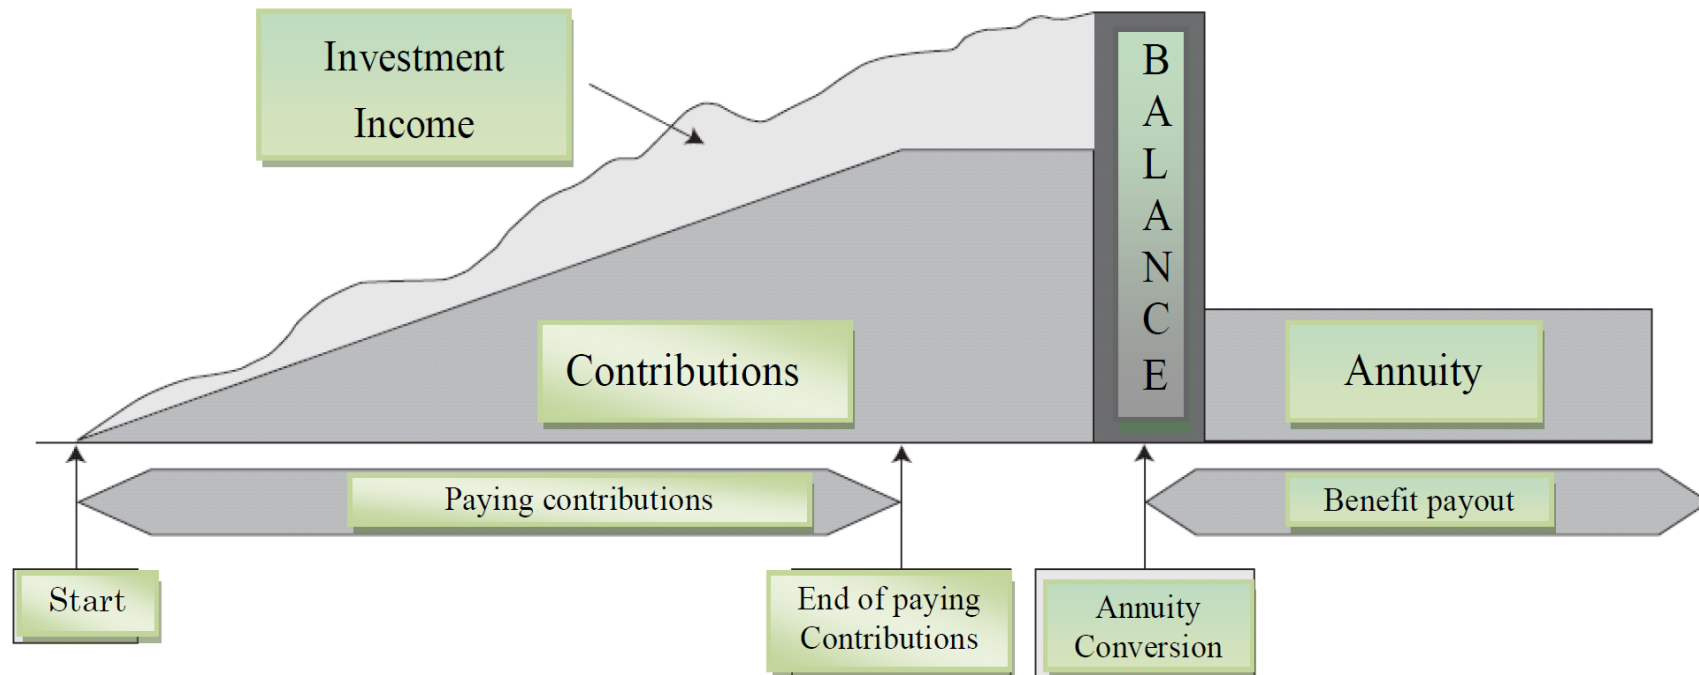 Investment
Income
B
A
L
A
N
C
E
Contributions
Annuity
Paying contributions
Benefit payout
Start
End of paying
Contributions
Annuity
Conversion